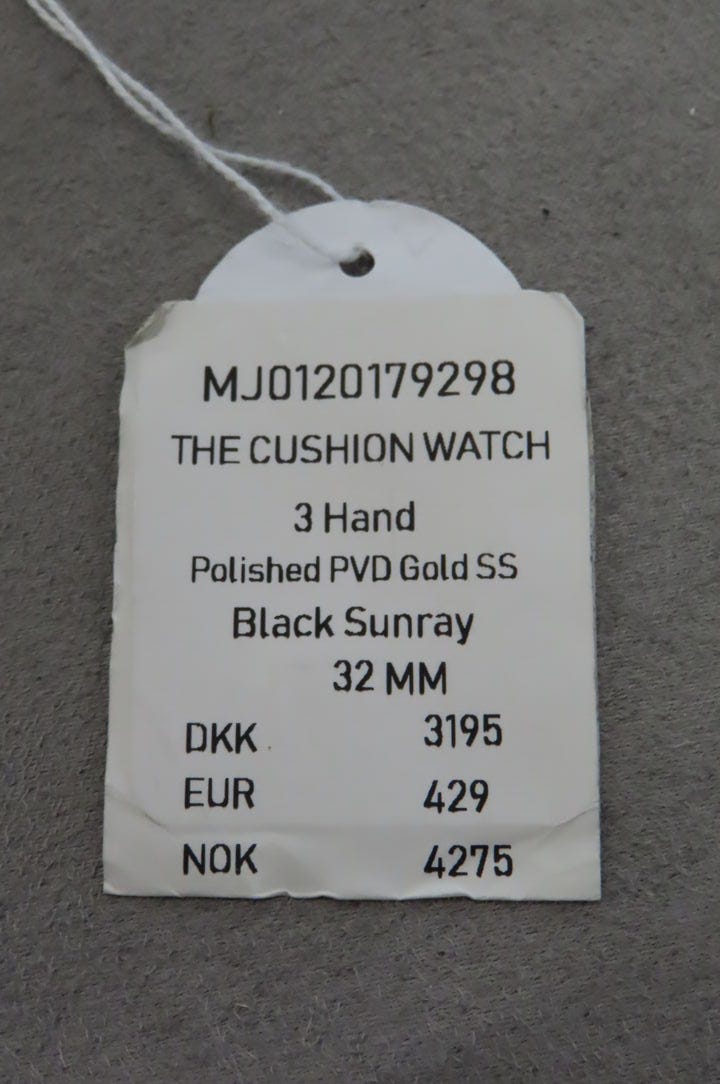 MJ0120179298
THE CUSHION WATCH
3 Hand
Polished PVD Gold SS
Black Sunray
32 MM
DKK 3195
EUR 429
NOK 4275